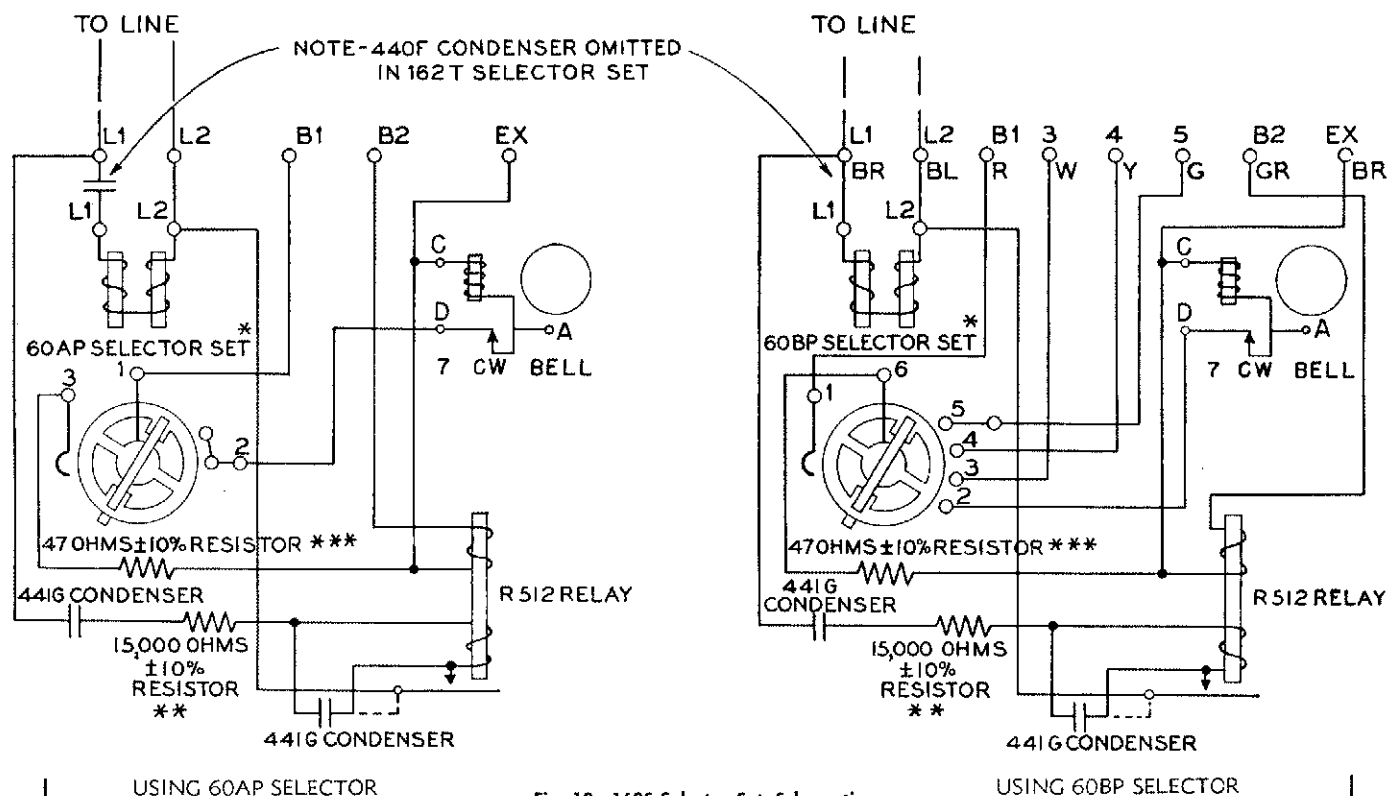 TO LINE
NOTE-440F CONDENSER OMITTED
IN 162T SELECTOR SET
L1
L2
B1
B2
EX
L1
L2
C
D
A
7 CW BELL
60AP SELECTOR SET *
1
3
2
470HMS±10% RESISTOR ***
441G CONDENSER
15,000 OHMS
±10%
RESISTOR
**
R512 RELAY
441G CONDENSER
USING 60AP SELECTOR
TO LINE
L1
L2
B1
3
4
5
B2
EX
BR
BL
R
W
Y
G
GR
BR
L1
L2
C
D
A
7 CW BELL
60BP SELECTOR SET *
1
6
5
4
3
2
470HMS±10% RESISTOR ***
441G
CONDENSER
15,000 OHMS
±10%
RESISTOR
**
R512 RELAY
441G CONDENSER
USING 60BP SELECTOR